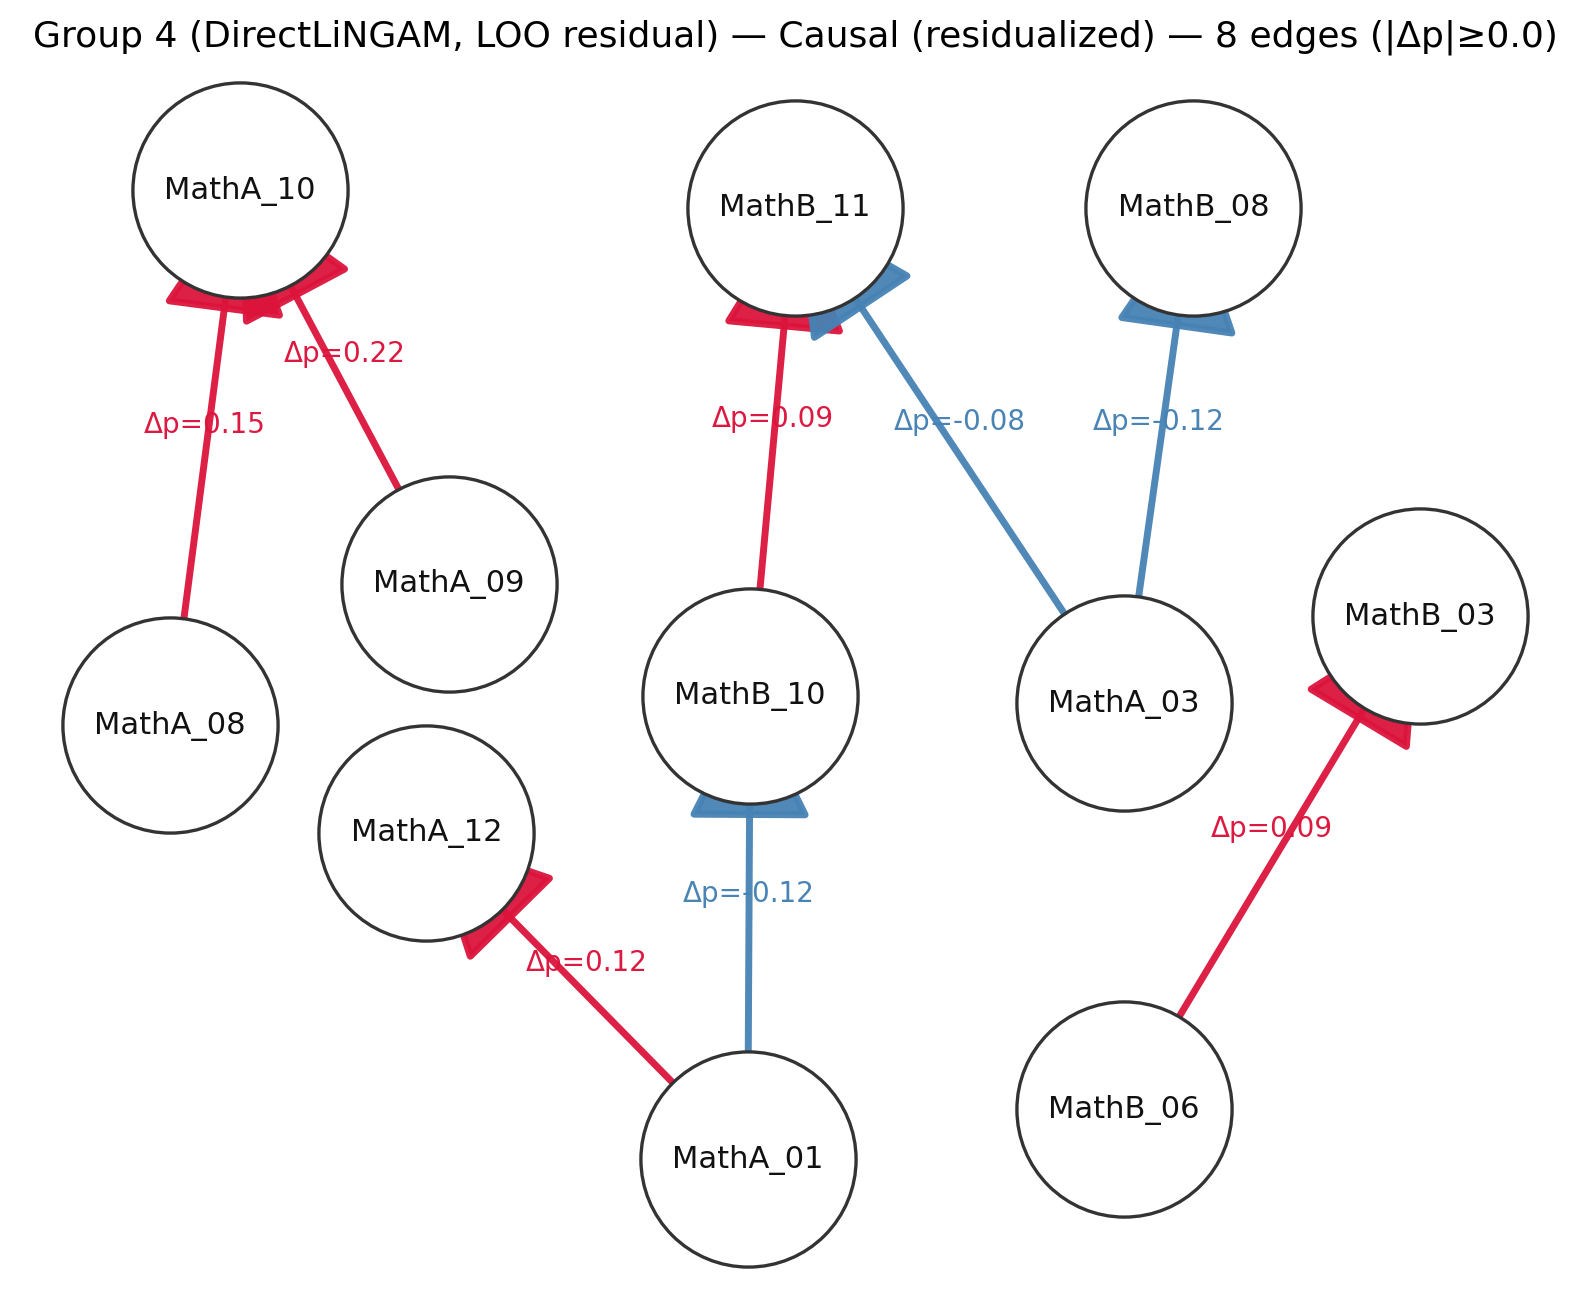 Group 4 (DirectLiNGAM, LOO residual) — Causal (residualized) — 8 edges (|Δp|≥0.0)
MathA_10
MathB_11
MathB_08
Δp=0.22
Δp=0.15
Δp=0.09
Δp=-0.08
Δp=-0.12
MathA_09
MathB_03
MathB_10
MathA_03
MathA_08
MathA_12
Δp=0.09
Δp=-0.12
Δp=0.12
MathB_06
MathA_01